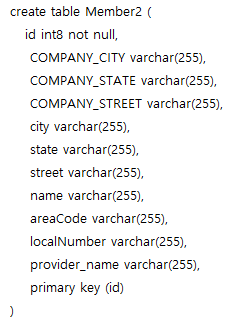 create table Member2 (
id int8 not null,
COMPANY_CITY varchar(255),
COMPANY_STATE varchar(255),
COMPANY_STREET varchar(255),
city varchar(255),
state varchar(255),
street varchar(255),
name varchar(255),
areaCode varchar(255),
localNumber varchar(255),
provider_name varchar(255),
primary key (id)
)